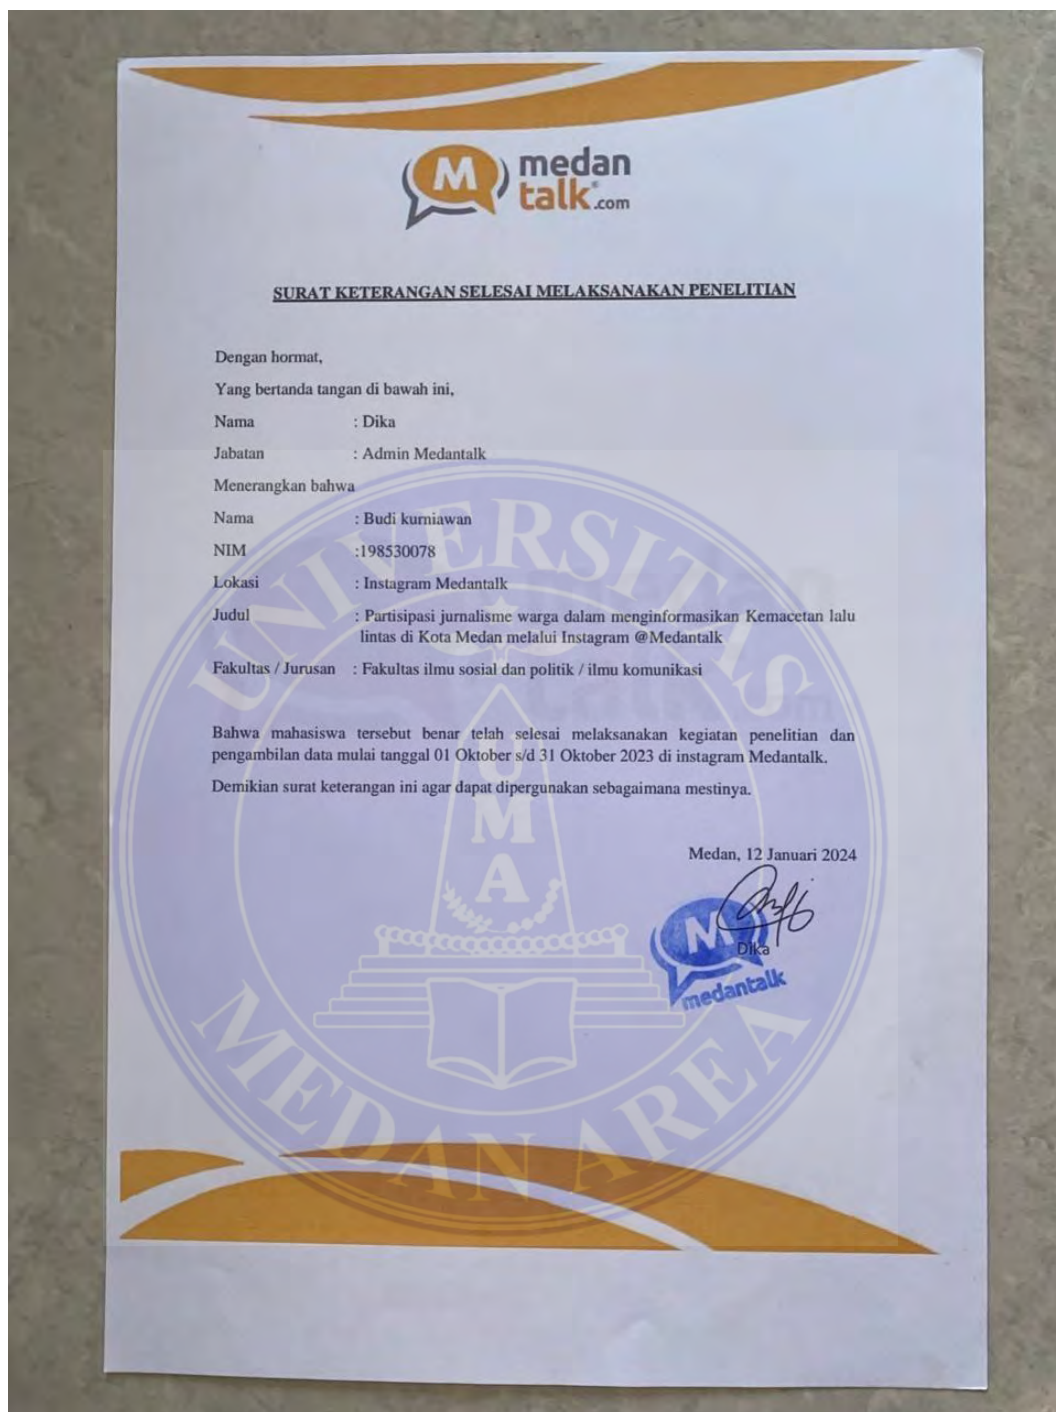 M medan
talk.com
SURAT KETERANGAN SELESAI MELAKSANAKAN PENELITIAN
Dengan hormat,
Yang bertanda tangan di bawah ini,
Nama : Dika
Jabatan : Admin Medantalk
Menerangkan bahwa
Nama : Budi kurniawan
NIM :198530078
Lokasi : Instagram Medantalk
Judul : Partisipasi jurnalisme warga dalam menginformasikan Kemacetan lalu
lintas di Kota Medan melalui Instagram @Medantalk
Fakultas / Jurusan : Fakultas ilmu sosial dan politik / ilmu komunikasi
Bahwa mahasiswa tersebut benar telah selesai melaksanakan kegiatan penelitian dan
pengambilan data mulai tanggal 01 Oktober s/d 31 Oktober 2023 di instagram Medantalk.
Demikian surat keterangan ini agar dapat dipergunakan sebagaimana mestinya.
Medan, 12 Januari 2024
M
Dika
medantalk
UNIVERSITAS
UMA
MEDAN AREA